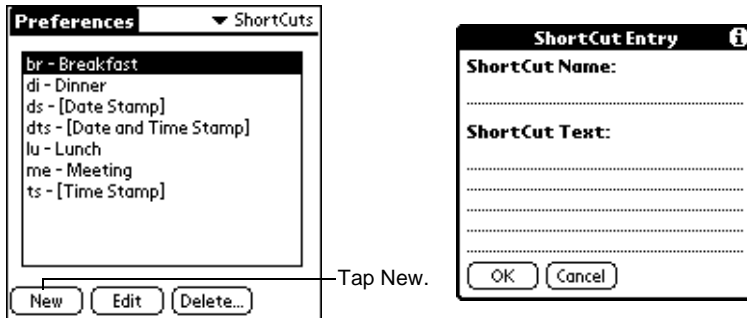 Preferences ShortCuts
br - Breakfast
di - Dinner
ds - [Date Stamp]
dts - [Date and Time Stamp]
lu - Lunch
me - Meeting
ts - [Time Stamp]
New Edit Delete...
Tap New.
ShortCut Entry i
ShortCut Name:
ShortCut Text:
OK Cancel